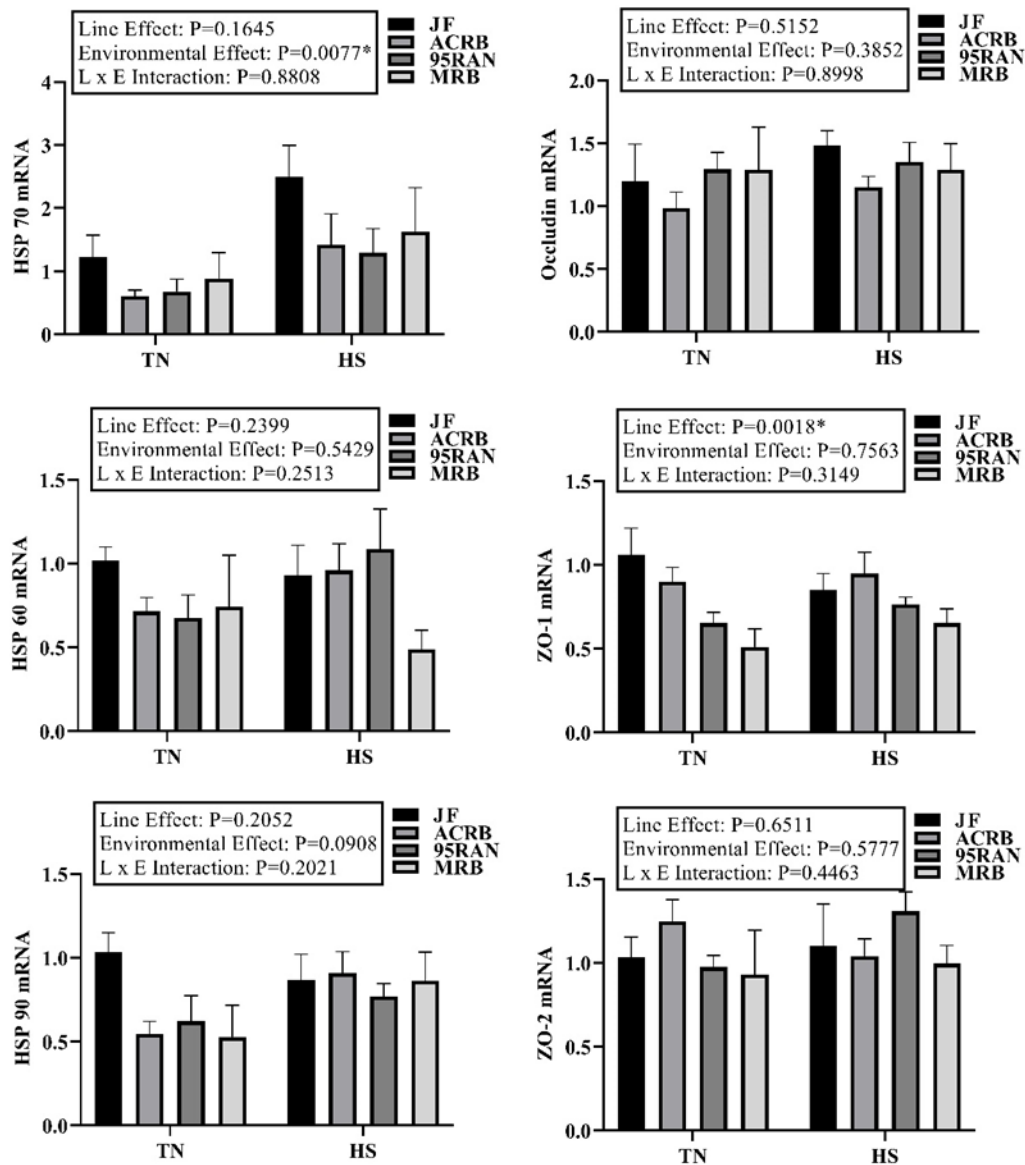 Line Effect: P=0.1645
Environmental Effect: P=0.0077*
L x E Interaction: P=0.8808
JF
ACRB
95RAN
MRB
HSP 70 mRNA
4
3
2
1
0
TN
HS
Line Effect: P=0.5152
Environmental Effect: P=0.3852
L x E Interaction: P=0.8998
JF
ACRB
95RAN
MRB
Occludin mRNA
2.0
1.5
1.0
0.5
0.0
TN
HS
Line Effect: P=0.2399
Environmental Effect: P=0.5429
L x E Interaction: P=0.2513
JF
ACRB
95RAN
MRB
HSP 60 mRNA
1.5
1.0
0.5
0.0
TN
HS
Line Effect: P=0.0018*
Environmental Effect: P=0.7563
L x E Interaction: P=0.3149
JF
ACRB
95RAN
MRB
ZO-1 mRNA
1.5
1.0
0.5
0.0
TN
HS
Line Effect: P=0.2052
Environmental Effect: P=0.0908
L x E Interaction: P=0.2021
JF
ACRB
95RAN
MRB
HSP 90 mRNA
1.5
1.0
0.5
0.0
TN
HS
Line Effect: P=0.6511
Environmental Effect: P=0.5777
L x E Interaction: P=0.4463
JF
ACRB
95RAN
MRB
ZO-2 mRNA
1.5
1.0
0.5
0.0
TN
HS